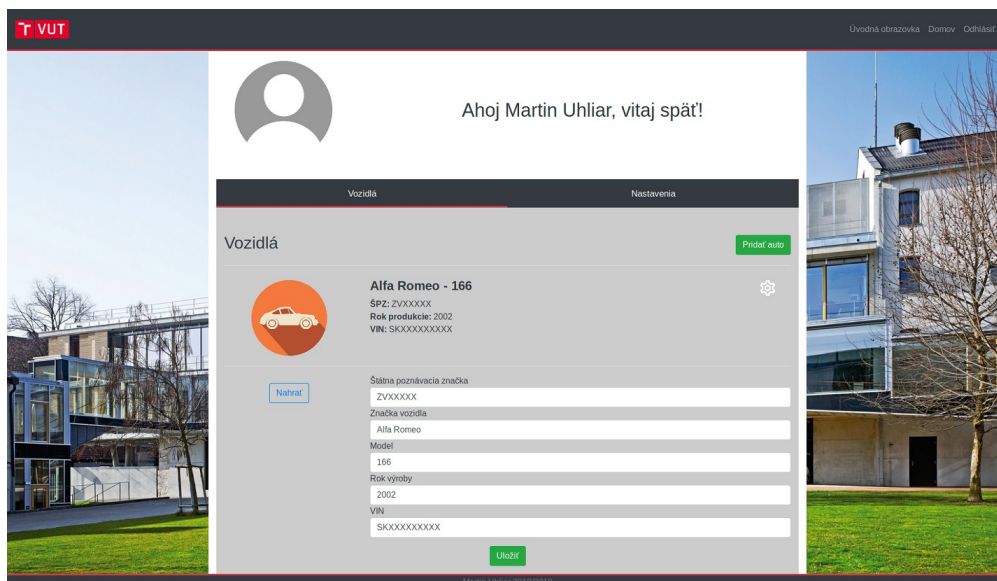 VUT
Úvodná obrazovka Domov Odhlásiť
Ahoj Martin Uhliar, vitaj späť!
Vozidlá Nastavenia
Vozidlá
Pridať auto
Alfa Romeo - 166
ŠPZ: ZVXXXXX
Rok produkcie: 2002
VIN: SKXXXXXXXXX
Nahrať
Štátna poznávacia značka
ZVXXXXX
Značka vozidla
Alfa Romeo
Model
166
Rok výroby
2002
VIN
SKXXXXXXXXX
Uložiť